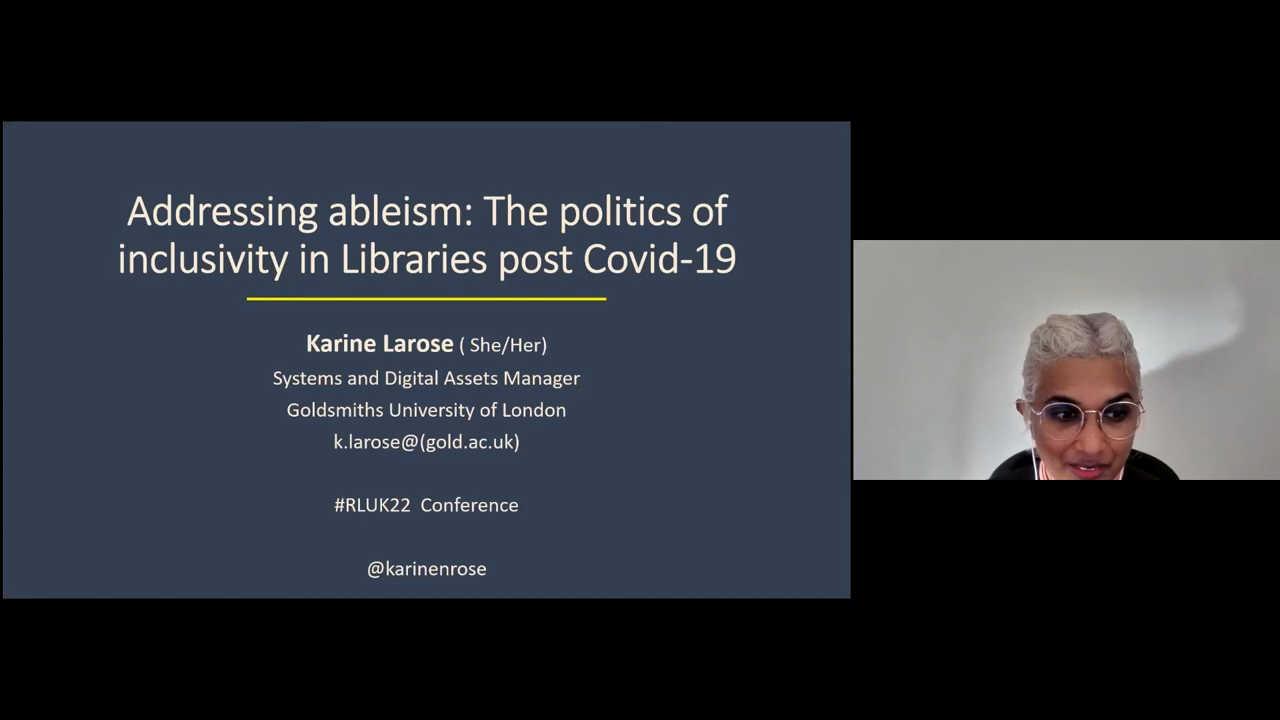 Addressing ableism: The politics of
inclusivity in Libraries post Covid-19
Karine Larose ( She/Her)
Systems and Digital Assets Manager
Goldsmiths University of London
k.larose@(gold.ac.uk)
#RLUK22  Conference
@karinenrose